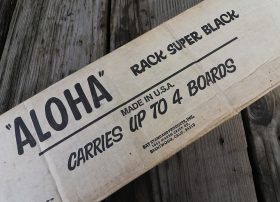 "ALOHA" RACK SUPER BLACK
MADE IN U.S.A.
CARRIES UP TO 4 BOARDS